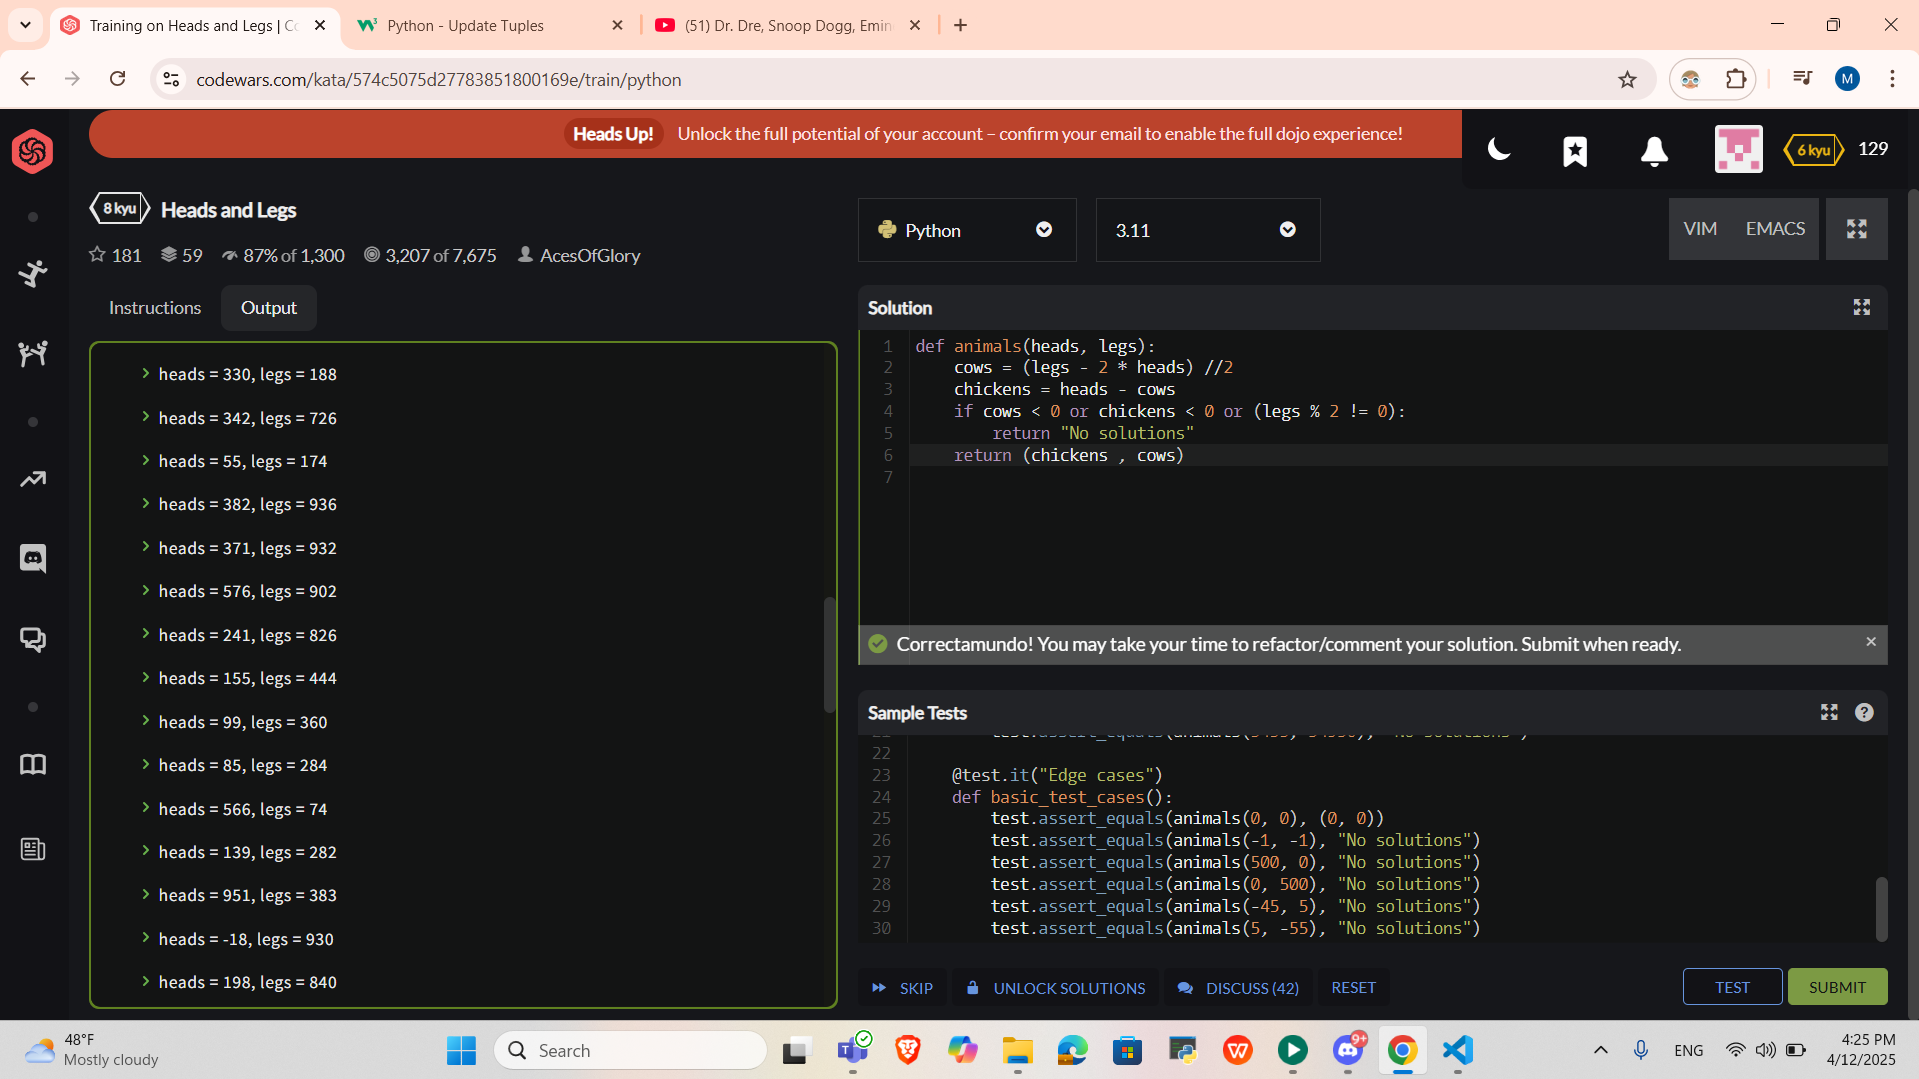 Training on Heads and Legs | Co
Python - Update Tuples
(51) Dr. Dre, Snoop Dogg, Emin
codewars.com/kata/574c5075d27783851800169e/train/python
M
Heads Up! Unlock the full potential of your account – confirm your email to enable the full dojo experience!
6 kyu 129
8 kyu Heads and Legs
181 59 87% of 1,300 3,207 of 7,675 AcesOfGlory
Python
3.11
VIM EMACS
Instructions Output
heads = 330, legs = 188
heads = 342, legs = 726
heads = 55, legs = 174
heads = 382, legs = 936
heads = 371, legs = 932
heads = 576, legs = 902
heads = 241, legs = 826
heads = 155, legs = 444
heads = 99, legs = 360
heads = 85, legs = 284
heads = 566, legs = 74
heads = 139, legs = 282
heads = 951, legs = 383
heads = -18, legs = 930
heads = 198, legs = 840
Solution
1 def animals(heads, legs):
2 cows = (legs - 2 * heads) //2
3 chickens = heads - cows
4 if cows < 0 or chickens < 0 or (legs % 2 != 0):
5 return "No solutions"
6 return (chickens , cows)
7
Correctamundo! You may take your time to refactor/comment your solution. Submit when ready.
Sample Tests
22
23 @test.it("Edge cases")
24 def basic_test_cases():
25 test.assert_equals(animals(0, 0), (0, 0))
26 test.assert_equals(animals(-1, -1), "No solutions")
27 test.assert_equals(animals(500, 0), "No solutions")
28 test.assert_equals(animals(0, 500), "No solutions")
29 test.assert_equals(animals(-45, 5), "No solutions")
30 test.assert_equals(animals(5, -55), "No solutions")
SKIP UNLOCK SOLUTIONS DISCUSS (42) RESET TEST SUBMIT
48°F
Mostly cloudy
Search
9+
ENG
4:25 PM
4/12/2025